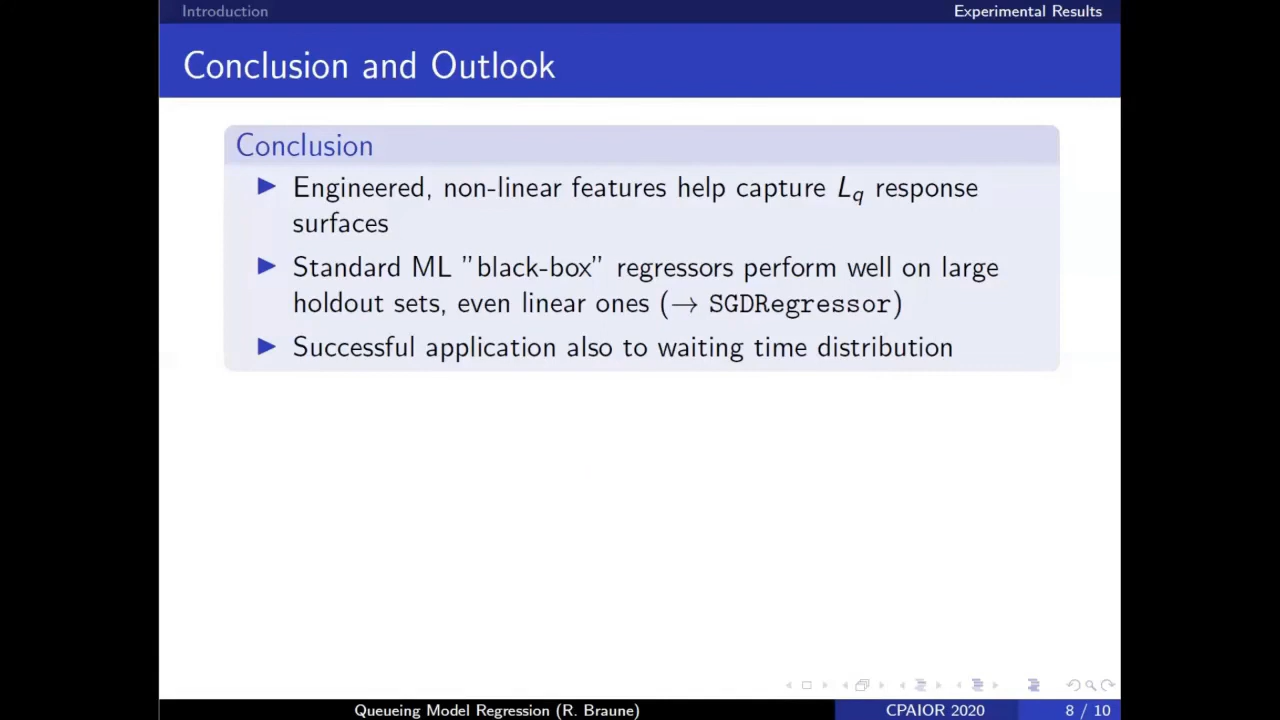 Introduction
Experimental Results
Conclusion and Outlook
Conclusion
Engineered, non-linear features help capture Lq response
surfaces
Standard ML "black-box" regressors perform well on large
holdout sets, even linear ones (→ SGDRegressor)
Successful application also to waiting time distribution
Queueing Model Regression (R. Braune)
CPAIOR 2020
8 / 10